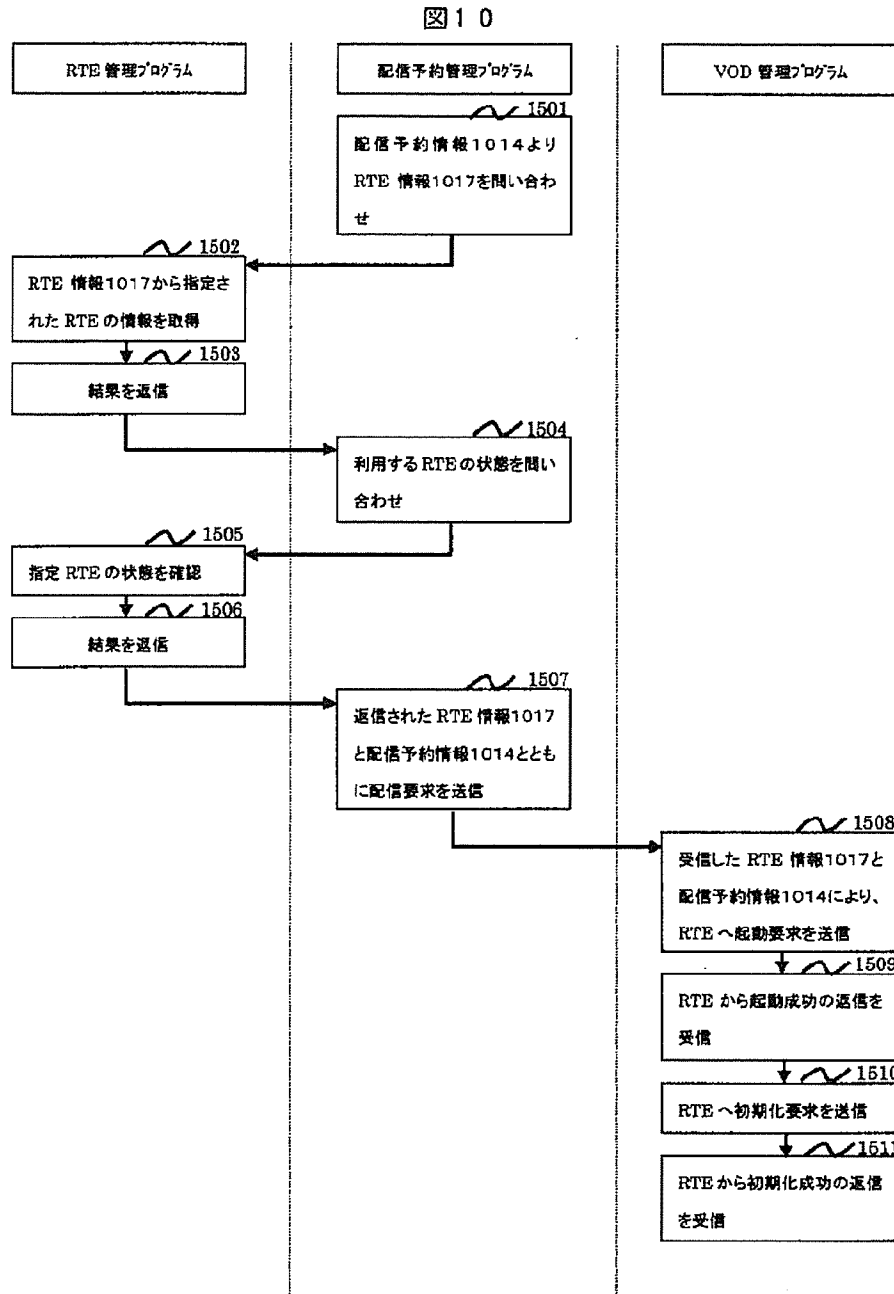 図10
RTE 管理プログラム
配信予約管理プログラム
VOD 管理プログラム
1501
配信予約情報1014より
RTE 情報1017を問い合わ
せ
1502
RTE 情報1017から指定さ
れた RTE の情報を取得
1503
結果を返信
1504
利用する RTE の状態を問い
合わせ
1505
指定 RTE の状態を確認
1506
結果を返信
1507
返信された RTE 情報1017
と配信予約情報1014ととも
に配信要求を送信
1508
受信した RTE 情報1017と
配信予約情報1014により、
RTE へ起動要求を送信
1509
RTE から起動成功の返信を
受信
1510
RTE へ初期化要求を送信
1511
RTE から初期化成功の返信
を受信